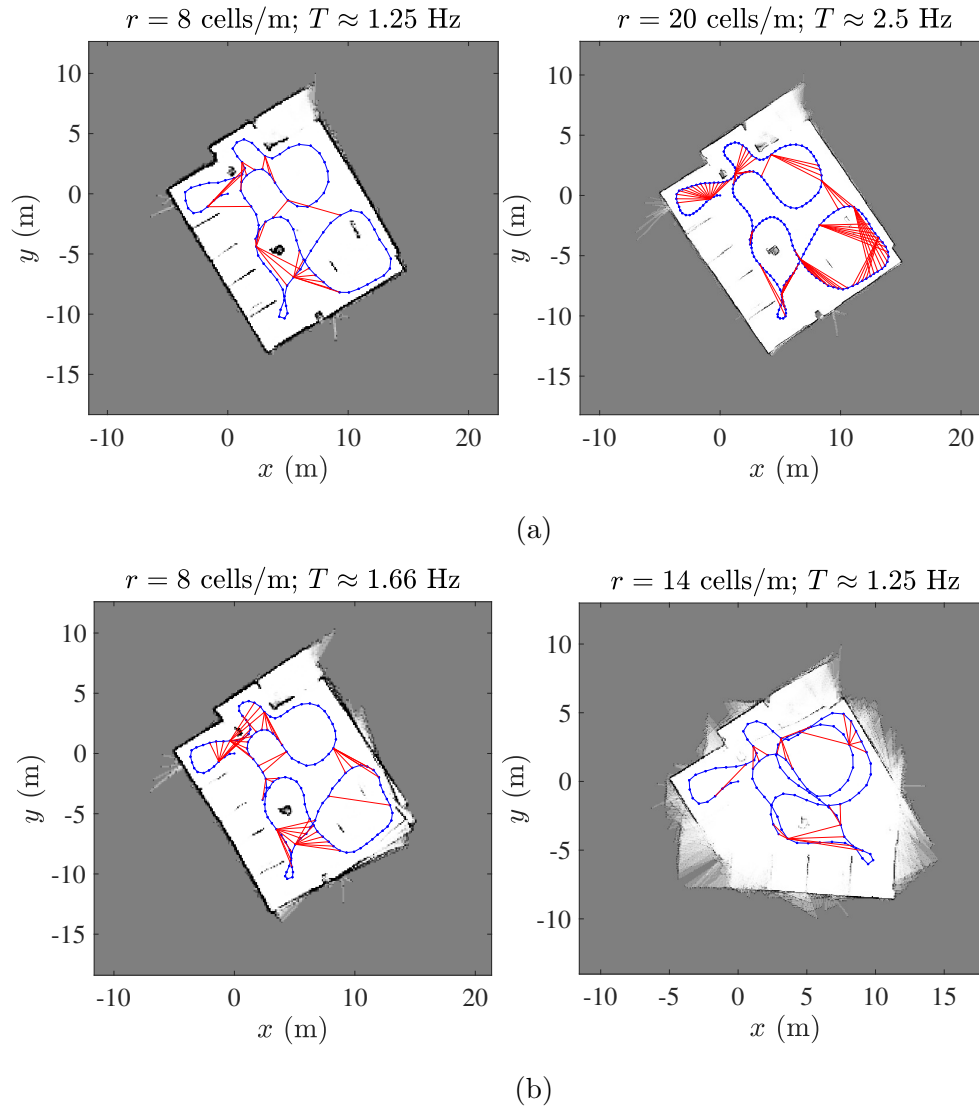 r = 8 cells/m; T ≈ 1.25 Hz
r = 20 cells/m; T ≈ 2.5 Hz
10
5
0
-5
-10
-15
y (m)
-10 0 10 20
x (m)
10
5
0
-5
-10
-15
y (m)
-10 0 10 20
x (m)
(a)
r = 8 cells/m; T ≈ 1.66 Hz
r = 14 cells/m; T ≈ 1.25 Hz
10
5
0
-5
-10
-15
y (m)
-10 0 10 20
x (m)
10
5
0
-5
-10
y (m)
-10 -5 0 5 10 15
x (m)
(b)